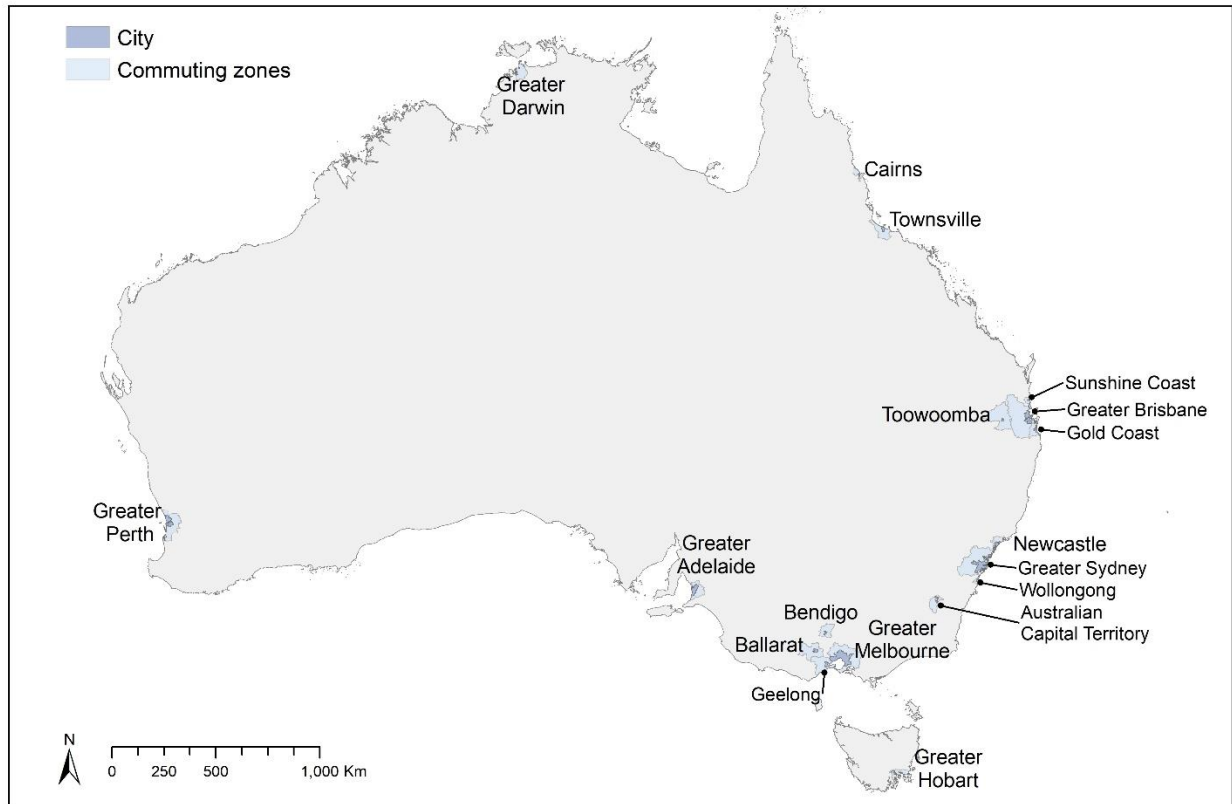 City
Commuting zones
Greater
Darwin
Cairns
Townsville
Sunshine Coast
Toowoomba
Greater Brisbane
Gold Coast
Greater
Perth
Greater
Adelaide
Newcastle
Greater Sydney
Wollongong
Australian
Capital Territory
Bendigo
Ballarat
Greater
Melbourne
Geelong
N
0 250 500 1,000 Km
Greater
Hobart